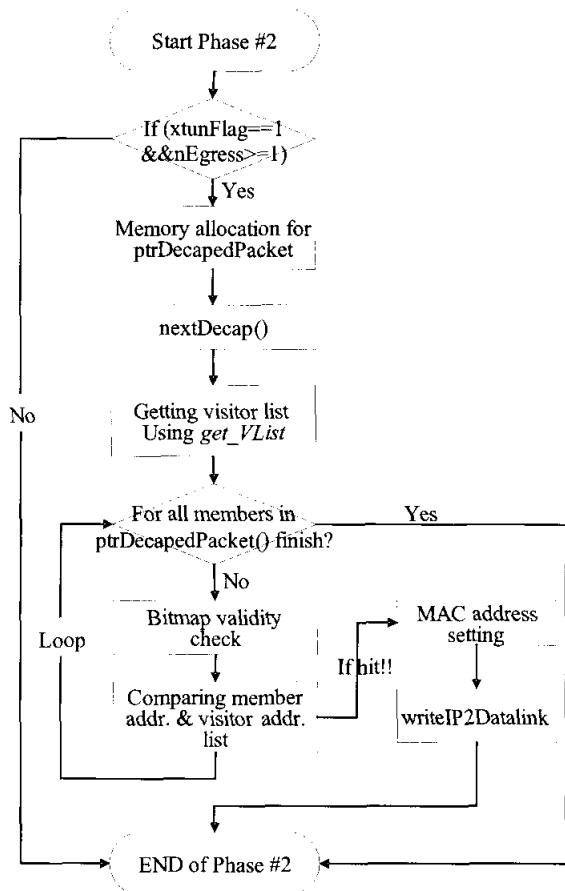 Start Phase #2
If (xtunFlag==1
&&nEgress>=1)
Yes
Memory allocation for
ptrDecapedPacket
nextDecap()
No
Getting visitor list
Using get_VList
For all members in
ptrDecapedPacket() finish?
Yes
No
Loop
Bitmap validity
check
MAC address
setting
If hit!!
Comparing member
addr. & visitor addr.
list
writeIP2Datalink
END of Phase #2